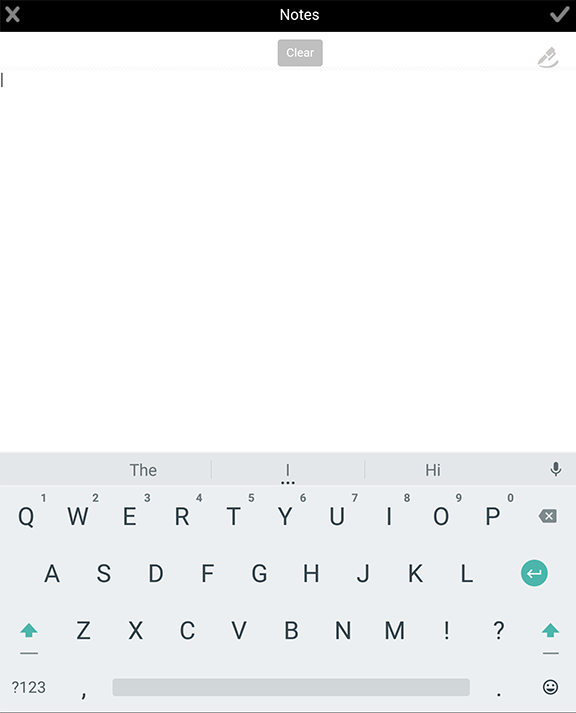 Notes
Clear
The I Hi
1 2 3 4 5 6 7 8 9 0
Q W E R T Y U I O P
A S D F G H J K L
Z X C V B N M ! ?
?123 , .